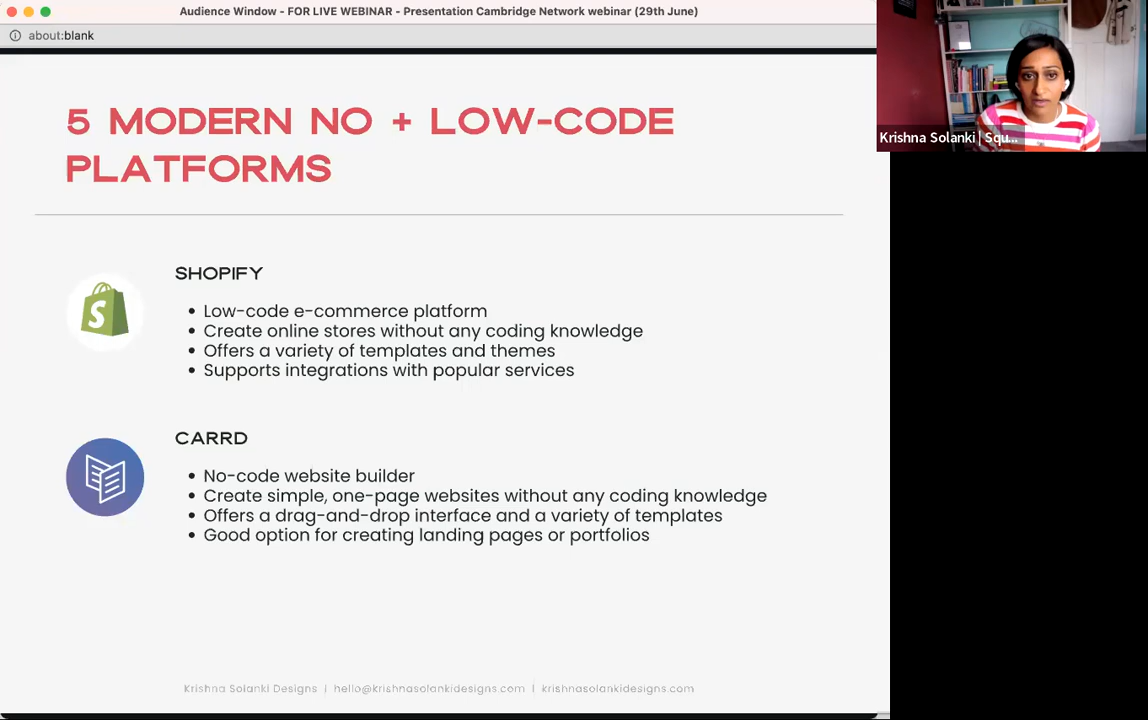 Audience Window - FOR LIVE WEBINAR - Presentation Cambridge Network webinar (29th June)
about:blank
Krishna Solanki | Squ...
5 MODERN NO + LOW-CODE
PLATFORMS
S
SHOPIFY
• Low-code e-commerce platform
• Create online stores without any coding knowledge
• Offers a variety of templates and themes
• Supports integrations with popular services
CARRD
• No-code website builder
• Create simple, one-page websites without any coding knowledge
• Offers a drag-and-drop interface and a variety of templates
• Good option for creating landing pages or portfolios
Krishna Solanki Designs | hello@krishnasolankidesigns.com | krishnasolankidesigns.com